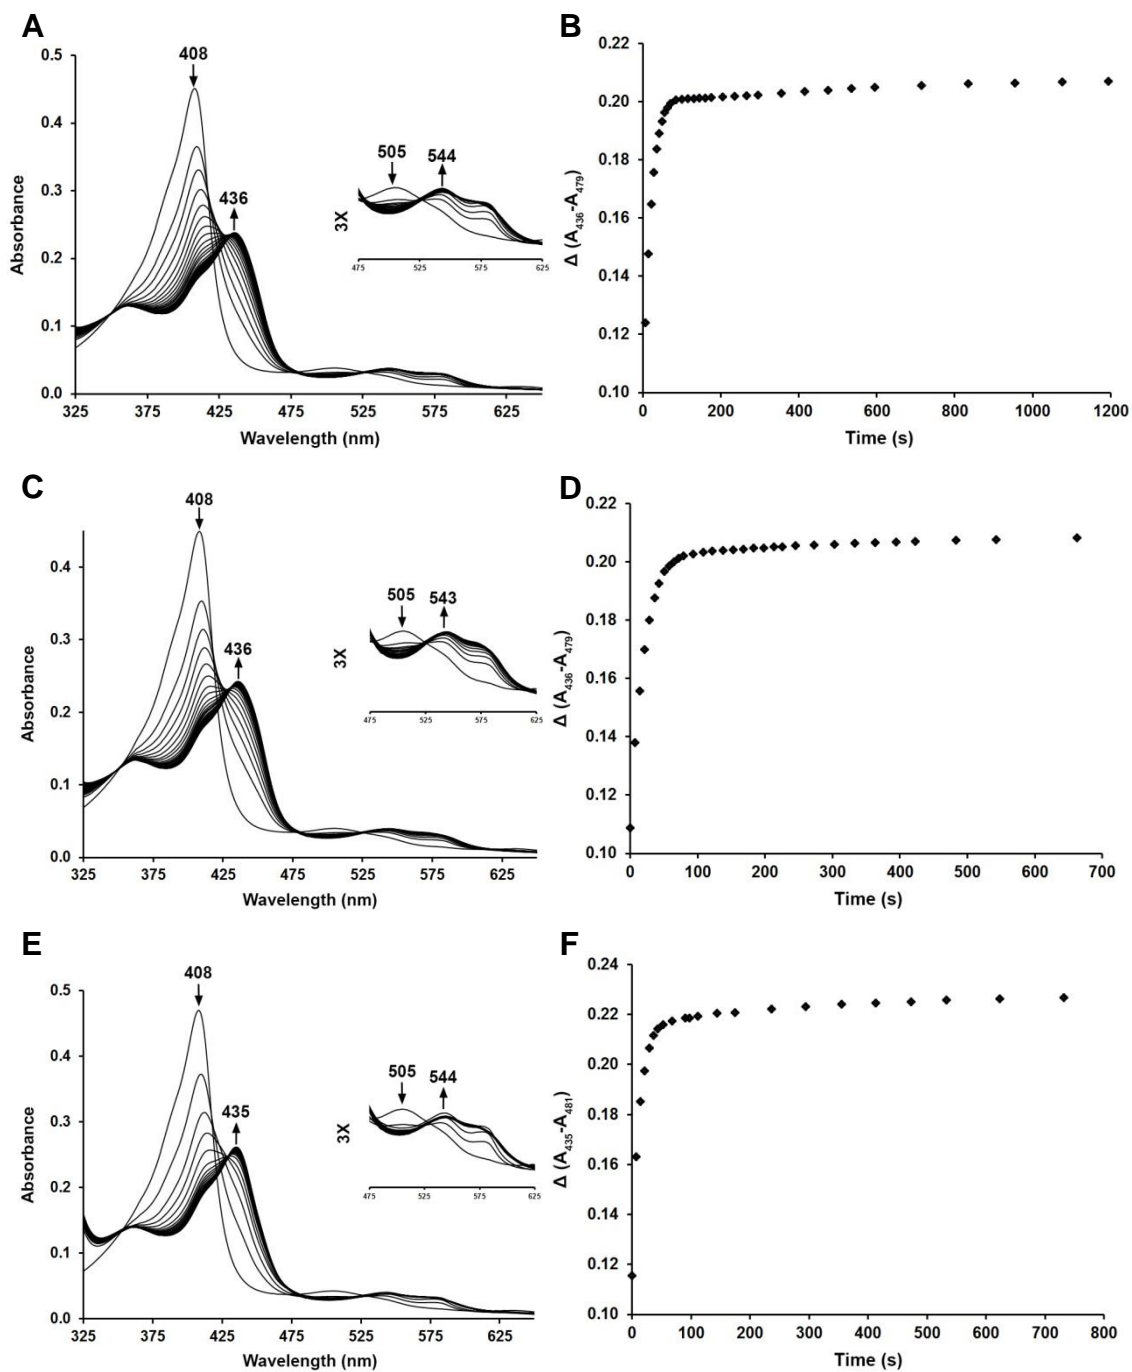 A
408
0.5
0.4
0.3
0.2
0.1
0.0
436
505
544
3X
475 525 575 625
Absorbance
325 375 425 475 525 575 625
Wavelength (nm)
B
0.22
0.20
0.18
0.16
0.14
0.12
0.10
Δ (A436-A479)
0 200 400 600 800 1000 1200
Time (s)
C
408
0.4
0.3
0.2
0.1
0.0
436
505
543
3X
475 525 575 625
Absorbance
325 375 425 475 525 575 625
Wavelength (nm)
D
0.22
0.20
0.18
0.16
0.14
0.12
0.10
Δ (A436-A479)
0 100 200 300 400 500 600 700
Time (s)
E
408
0.5
0.4
0.3
0.2
0.1
0.0
435
505
544
3X
475 525 575 625
Absorbance
325 375 425 475 525 575 625
Wavelength (nm)
F
0.24
0.22
0.20
0.18
0.16
0.14
0.12
0.10
Δ (A435-A481)
0 100 200 300 400 500 600 700 800
Time (s)